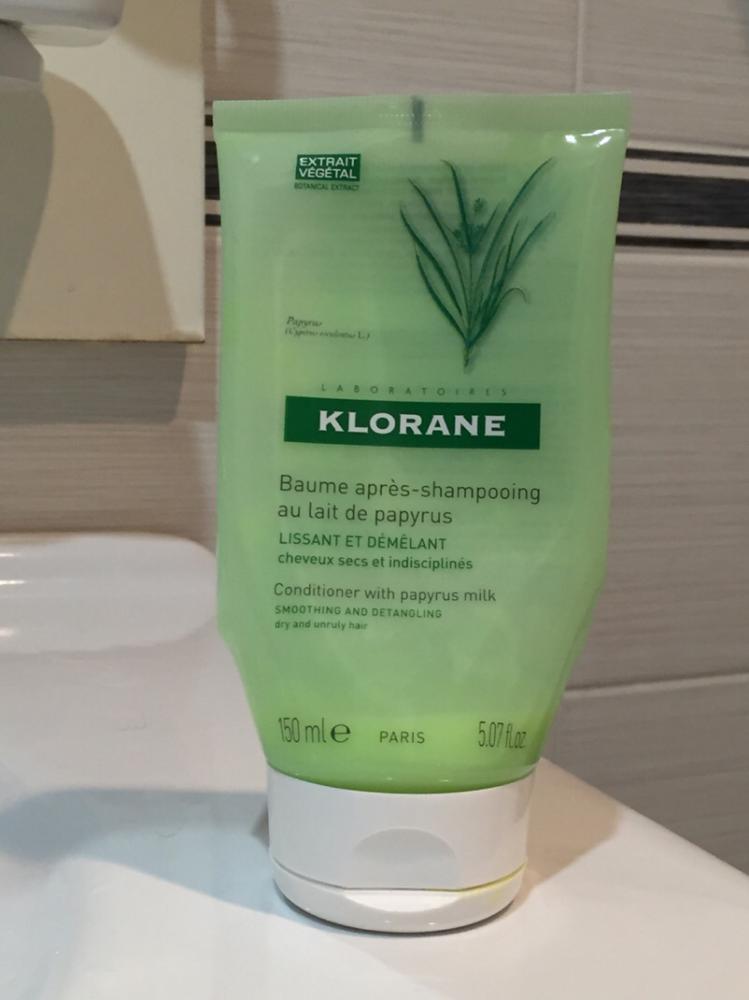 EXTRAIT
VÉGÉTAL
BOTANICAL EXTRACT
Papyrus
(Cyperus esculentus L.)
LABORATOIRES
KLORANE
Baume après-shampooing
au lait de papyrus
LISSANT ET DÉMÊLANT
cheveux secs et indisciplinés
Conditioner with papyrus milk
SMOOTHING AND DETANGLING
dry and unruly hair
150 ml e PARIS 5.07 fl.oz.